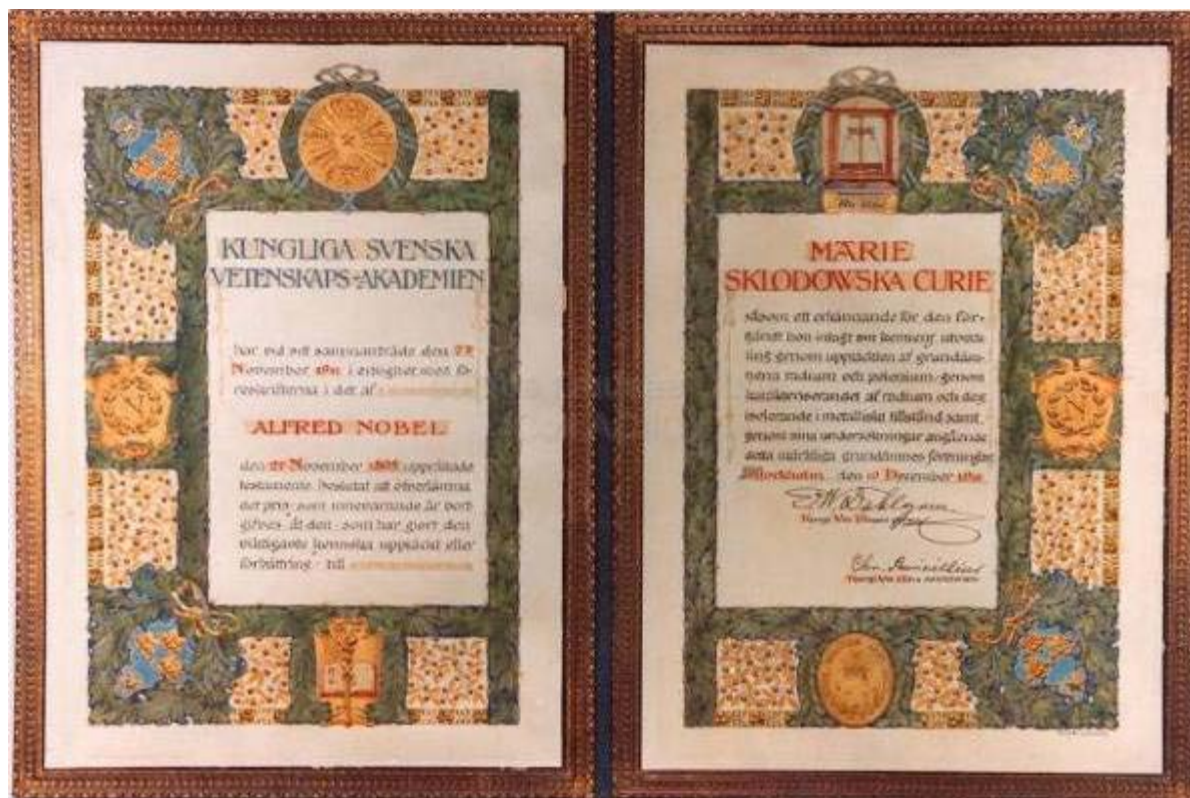 KUNGLIGA SVENSKA
VETENSKAPS-AKADEMIEN
har vid sitt sammanträde den
November 1911 i enlighet med fö-
reskrifterna i det af
ALFRED NOBEL
den 27 November 1895 upprättade
testamente beslutat att öfverlämna
det pris som innevarande år bort-
gifves åt den som har gjort den
viktigaste kemiska upptäckt eller
förbättring till
MARIE
SKLODOWSKA CURIE
såsom ett erkännande för den för-
tjänst hon inlagt om kemiens utveck-
ling genom upptäckten af grundäm-
nena radium och polonium, genom
karaktäriserandet af radium och dess
isolerande i metalliskt tillstånd samt
genom sina undersökningar angående
detta märkliga grundämnes föreningar
Stockholm den 10 December 1911